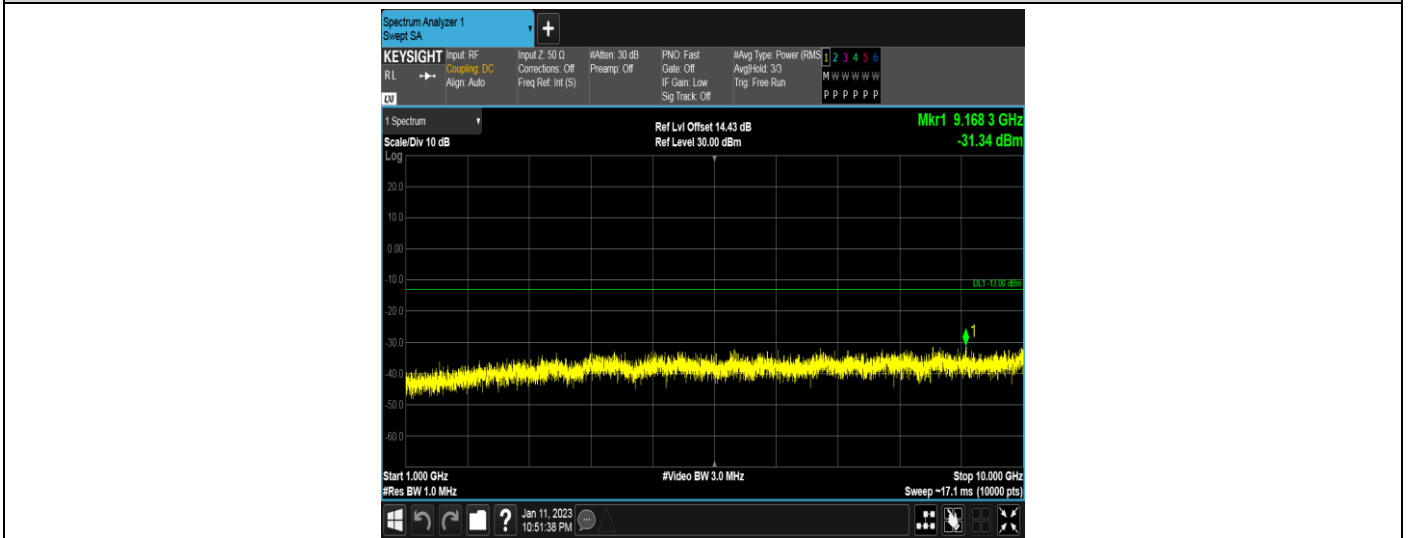 Spectrum Analyzer 1
Swept SA
+
KEYSIGHT Input: RF Input Z: 50 Ω #Atten: 30 dB PNO: Fast #Avg Type: Power (RMS 1 2 3 4 5 6
RL Coupling: DC Corrections: Off Preamp: Off Gate: Off Avg|Hold: 3/3 M W W W W W
Align: Auto Freq Ref: Int (S) IF Gain: Low Trig: Free Run
Sig Track: Off P P P P P P
LXI
1 Spectrum Ref Lvl Offset 14.43 dB Mkr1 9.168 3 GHz
Scale/Div 10 dB Ref Level 30.00 dBm -31.34 dBm
Log
20.0
10.0
0.00
-10.0
DL1 -13.00 dBm
-20.0
1
-30.0
-40.0
-50.0
-60.0
Start 1.000 GHz #Video BW 3.0 MHz Stop 10.000 GHz
#Res BW 1.0 MHz Sweep ~17.1 ms (10000 pts)
? Jan 11, 2023
10:51:38 PM